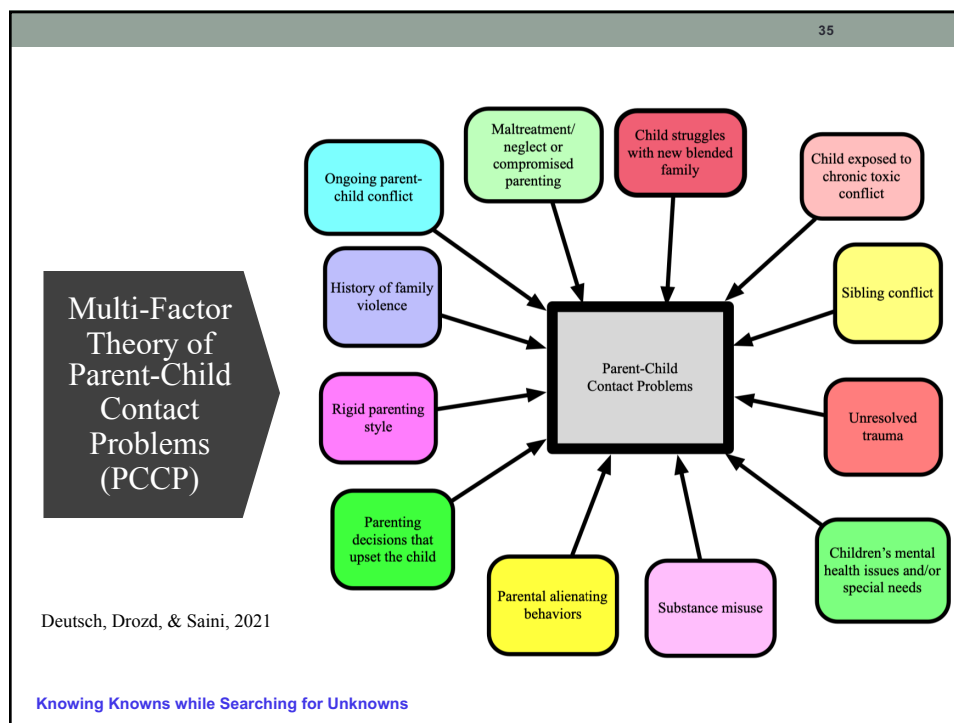 35
Multi-Factor
Theory of
Parent-Child
Contact
Problems
(PCCP)
Ongoing parent-
child conflict
Maltreatment/
neglect or
compromised
parenting
Child struggles
with new blended
family
Child exposed to
chronic toxic
conflict
History of family
violence
Sibling conflict
Parent-Child
Contact Problems
Rigid parenting
style
Unresolved
trauma
Parenting
decisions that
upset the child
Parental alienating
behaviors
Substance misuse
Children’s mental
health issues and/or
special needs
Deutsch, Drozd, & Saini, 2021
Knowing Knowns while Searching for Unknowns